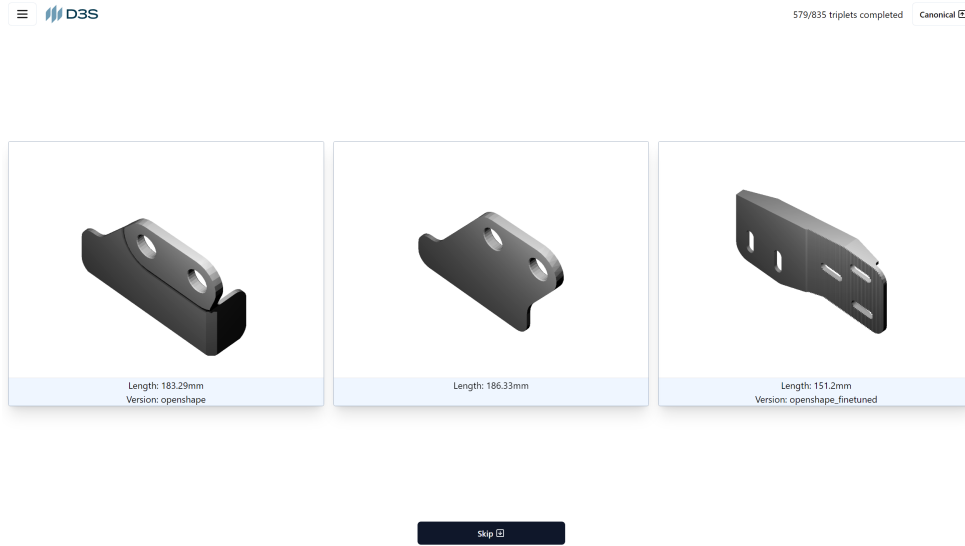 D3S
579/835 triplets completed
Canonical
Length: 183.29mm
Version: openshape
Length: 186.33mm
Length: 151.2mm
Version: openshape_finetuned
Skip